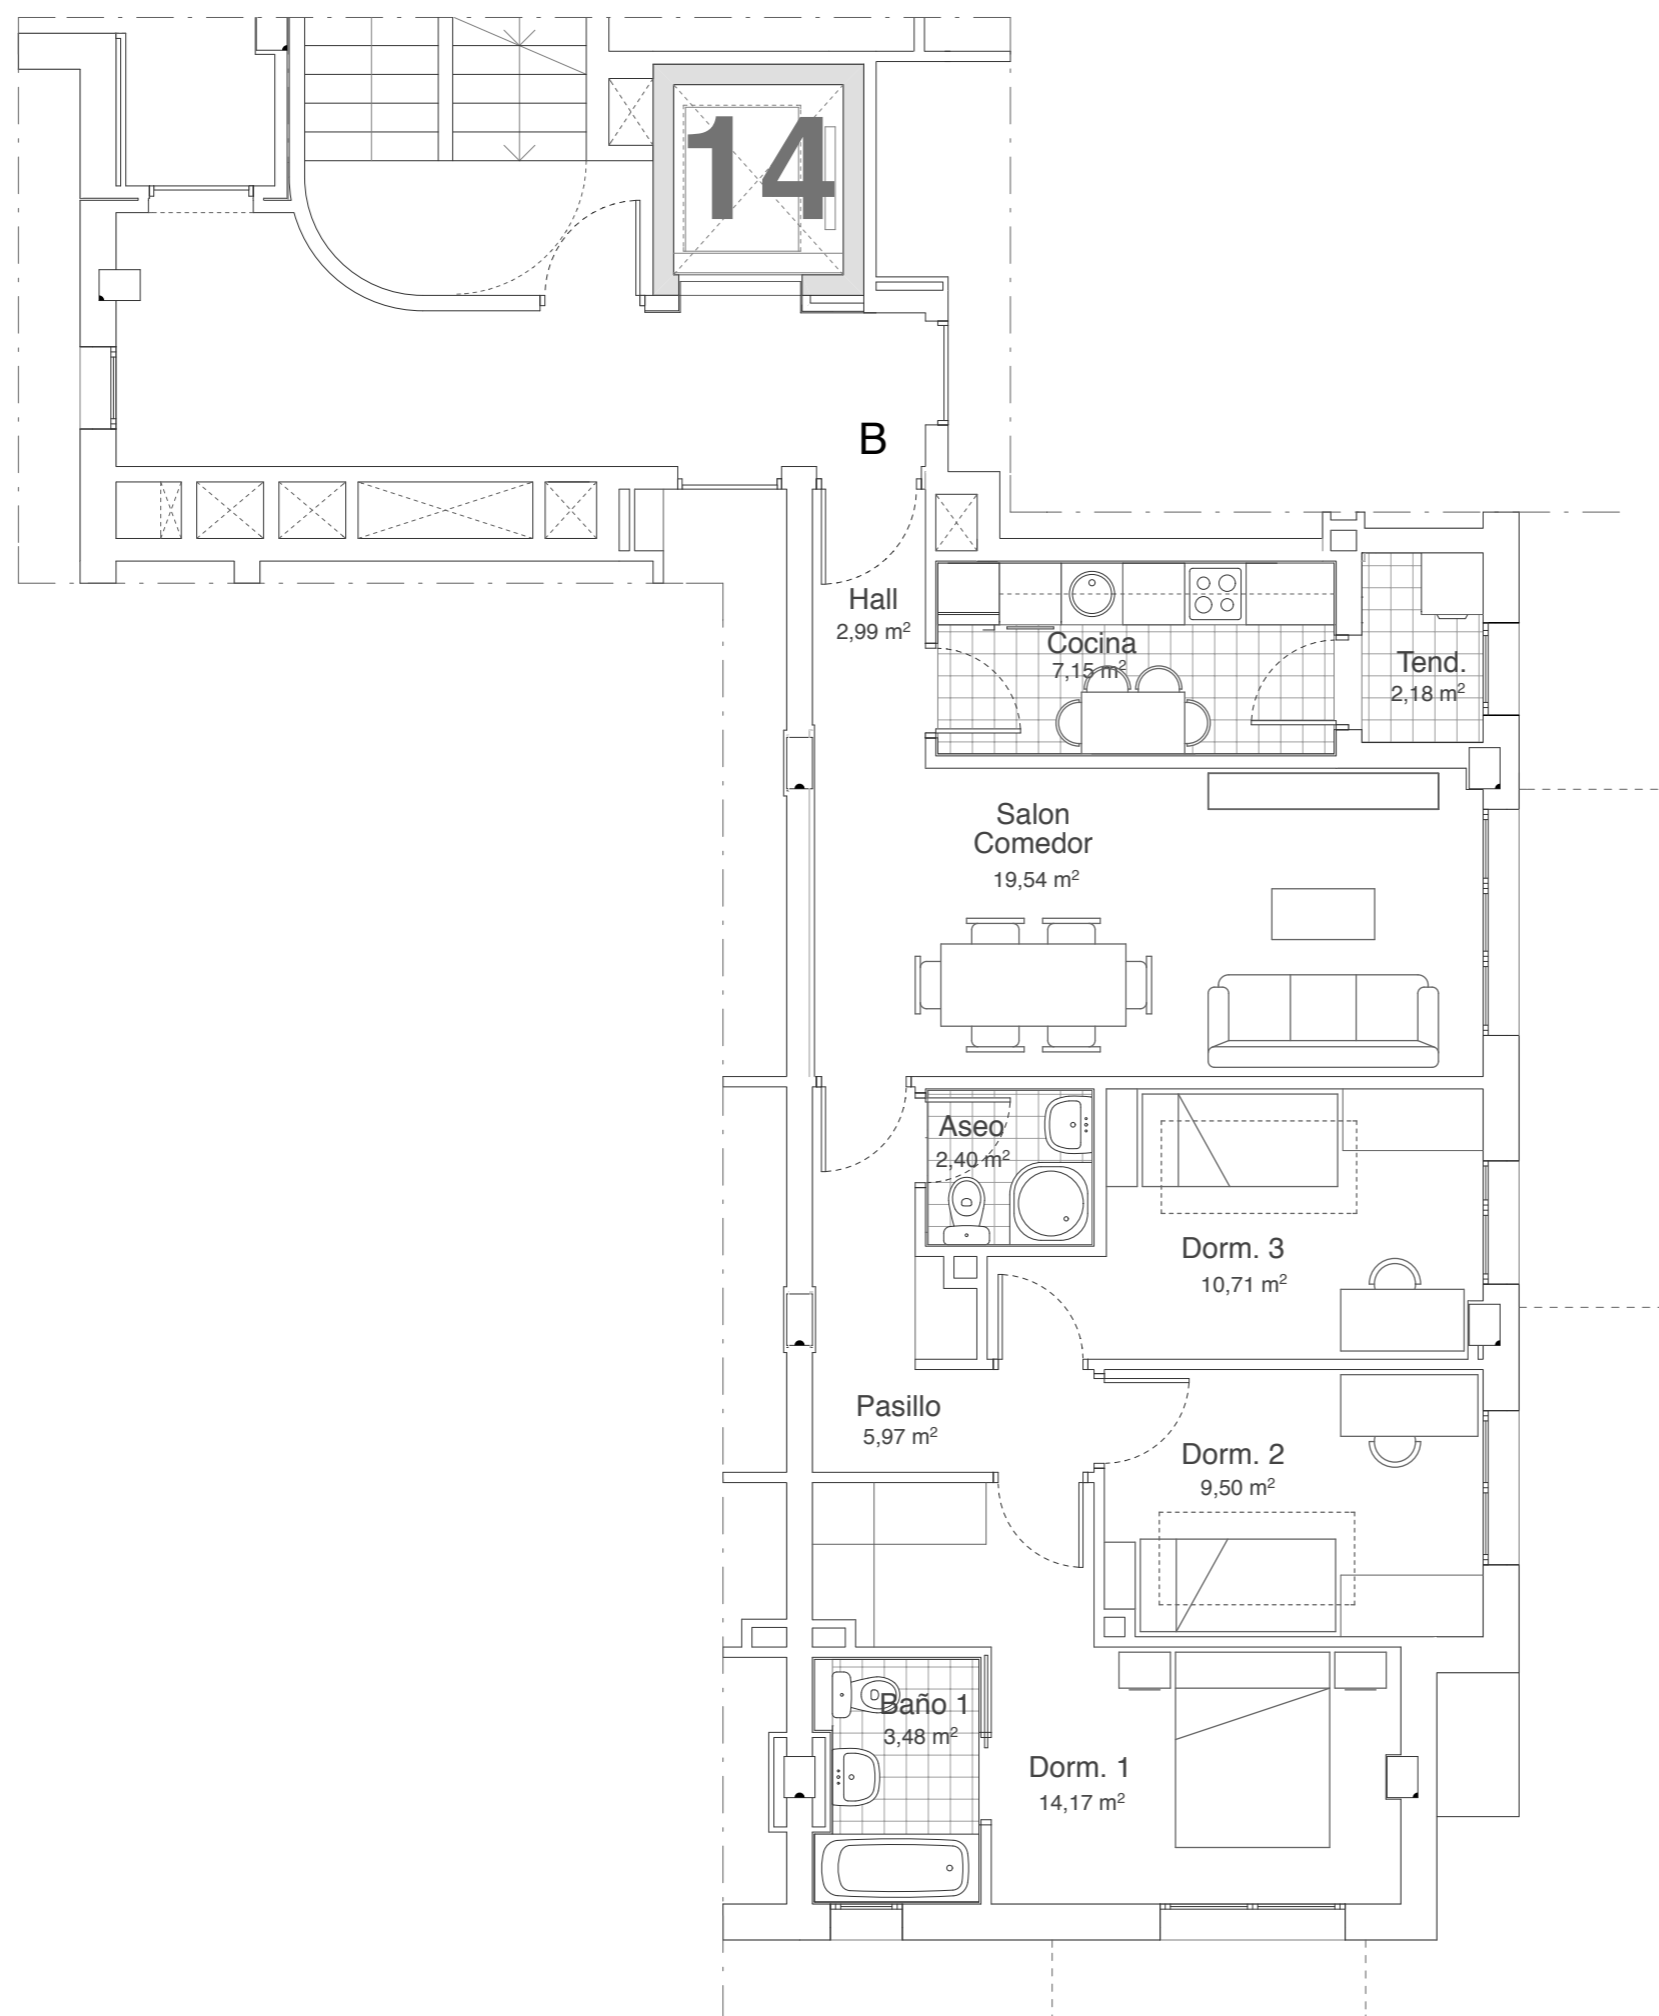 14
B
Hall
2,99 m²
Cocina
7,15 m²
Tend.
2,18 m²
Salon
Comedor
19,54 m²
Aseo
2,40 m²
Dorm. 3
10,71 m²
Pasillo
5,97 m²
Dorm. 2
9,50 m²
Baño 1
3,48 m²
Dorm. 1
14,17 m²